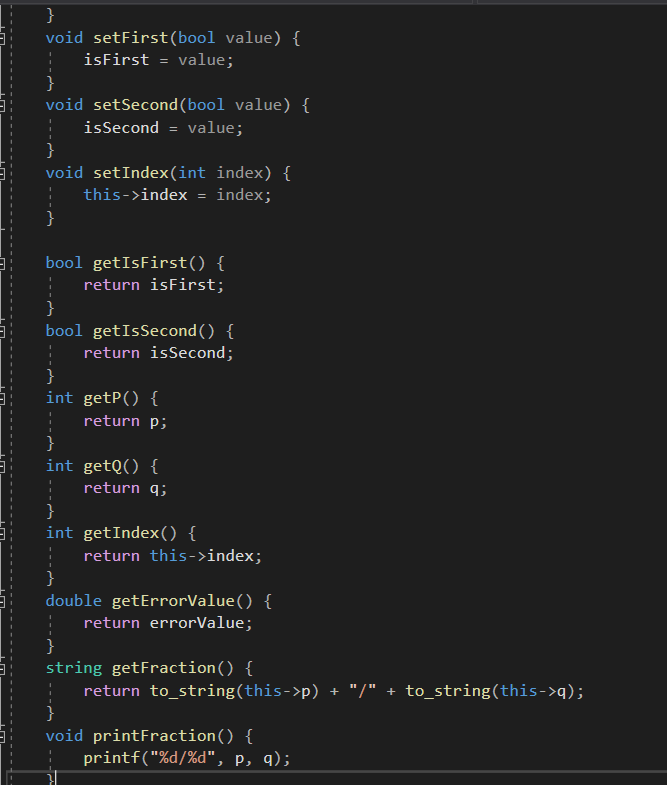 }
void setFirst(bool value) {
isFirst = value;
}
void setSecond(bool value) {
isSecond = value;
}
void setIndex(int index) {
this->index = index;
}
bool getIsFirst() {
return isFirst;
}
bool getIsSecond() {
return isSecond;
}
int getP() {
return p;
}
int getQ() {
return q;
}
int getIndex() {
return this->index;
}
double getErrorValue() {
return errorValue;
}
string getFraction() {
return to_string(this->p) + "/" + to_string(this->q);
}
void printFraction() {
printf("%d/%d", p, q);
}